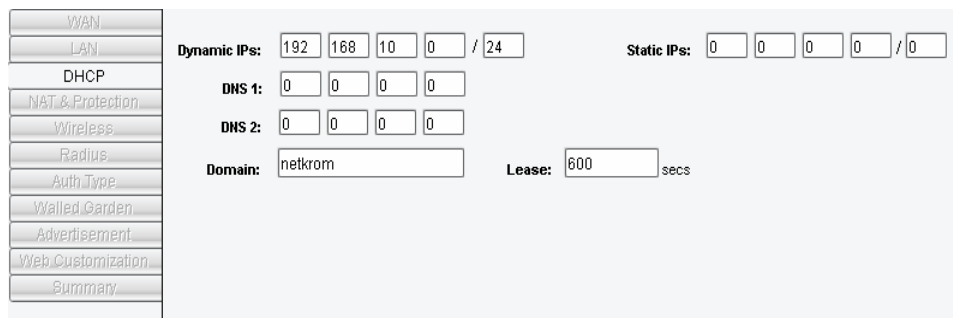 WAN
LAN
DHCP
NAT & Protection
Wireless
Radius
Auth Type
Walled Garden
Advertisement
Web Customization
Summary
Dynamic IPs: 192 168 10 0 / 24 Static IPs: 0 0 0 0 / 0
DNS 1: 0 0 0 0
DNS 2: 0 0 0 0
Domain: netkrom Lease: 600 secs